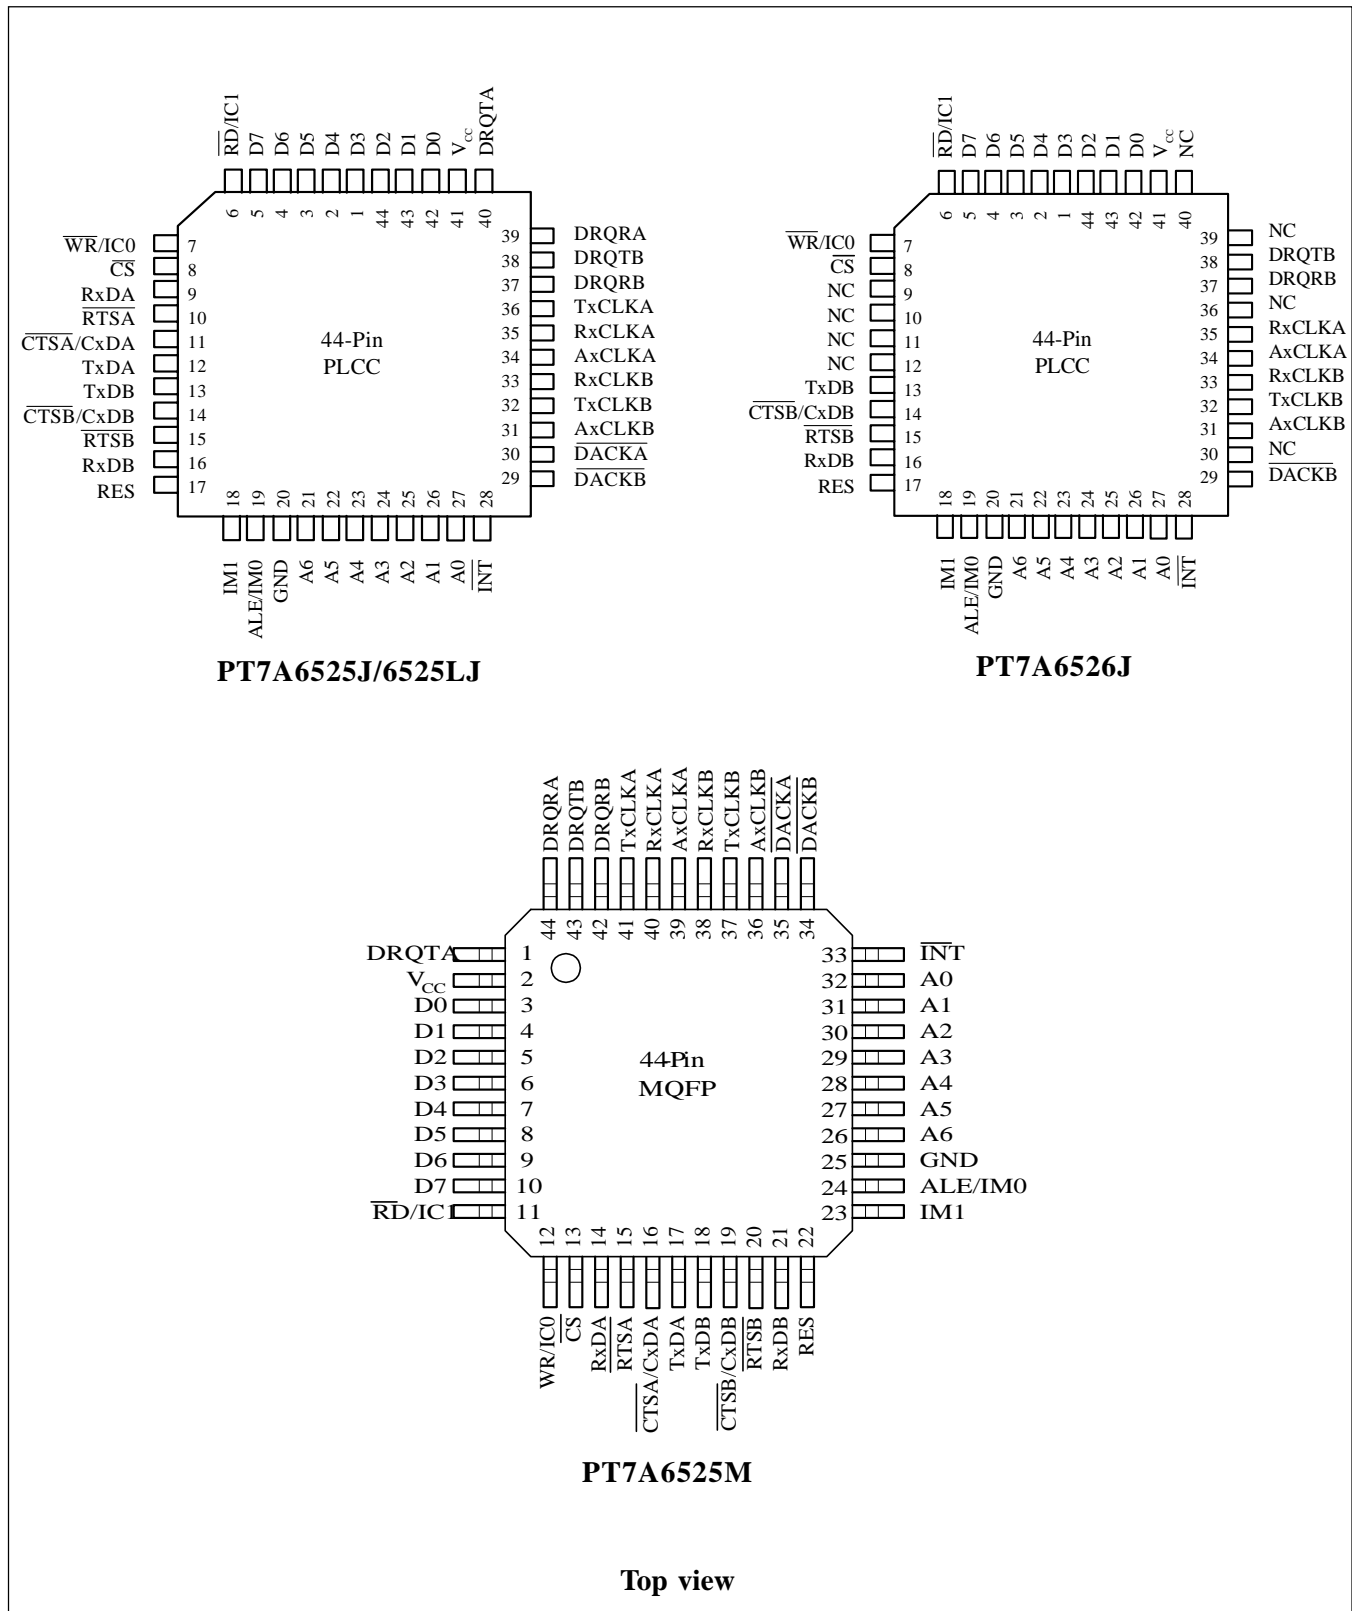 RD/IC1 D7 D6 D5 D4 D3 D2 D1 D0 VCC DRQTA
6 5 4 3 2 1 44 43 42 41 40
WR/IC0 7
CS 8
RxDA 9
RTSA 10
CTSA/CxDA 11
TxDA 12
TxDB 13
CTSB/CxDB 14
RTSB 15
RxDB 16
RES 17
44-Pin
PLCC
39 DRQRA
38 DRQTB
37 DRQRB
36 TxCLKA
35 RxCLKA
34 AxCLKA
33 RxCLKB
32 TxCLKB
31 AxCLKB
30 DACKA
29 DACKB
18 19 20 21 22 23 24 25 26 27 28
IM1 ALE/IM0 GND A6 A5 A4 A3 A2 A1 A0 INT
PT7A6525J/6525LJ
RD/IC1 D7 D6 D5 D4 D3 D2 D1 D0 VCC NC
6 5 4 3 2 1 44 43 42 41 40
WR/IC0 7
CS 8
NC 9
NC 10
NC 11
NC 12
TxDB 13
CTSB/CxDB 14
RTSB 15
RxDB 16
RES 17
44-Pin
PLCC
39 NC
38 DRQTB
37 DRQRB
36 NC
35 RxCLKA
34 AxCLKA
33 RxCLKB
32 TxCLKB
31 AxCLKB
30 NC
29 DACKB
18 19 20 21 22 23 24 25 26 27 28
IM1 ALE/IM0 GND A6 A5 A4 A3 A2 A1 A0 INT
PT7A6526J
DRQRA DRQTB DRQRB TxCLKA RxCLKA AxCLKA RxCLKB TxCLKB AxCLKB DACKA DACKB
44 43 42 41 40 39 38 37 36 35 34
DRQTA 1
VCC 2
D0 3
D1 4
D2 5
D3 6
D4 7
D5 8
D6 9
D7 10
RD/IC1 11
44-Pin
MQFP
33 INT
32 A0
31 A1
30 A2
29 A3
28 A4
27 A5
26 A6
25 GND
24 ALE/IM0
23 IM1
12 13 14 15 16 17 18 19 20 21 22
WR/IC0 CS RxDA RTSA CTSA/CxDA TxDA TxDB CTSB/CxDB RTSB RxDB RES
PT7A6525M
Top view